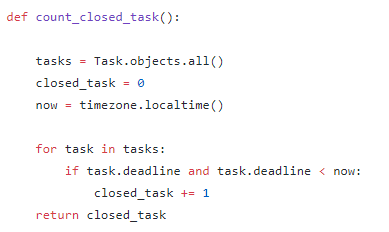 def count_closed_task():
    tasks = Task.objects.all()
    closed_task = 0
    now = timezone.localtime()
    for task in tasks:
        if task.deadline and task.deadline < now:
            closed_task += 1
    return closed_task